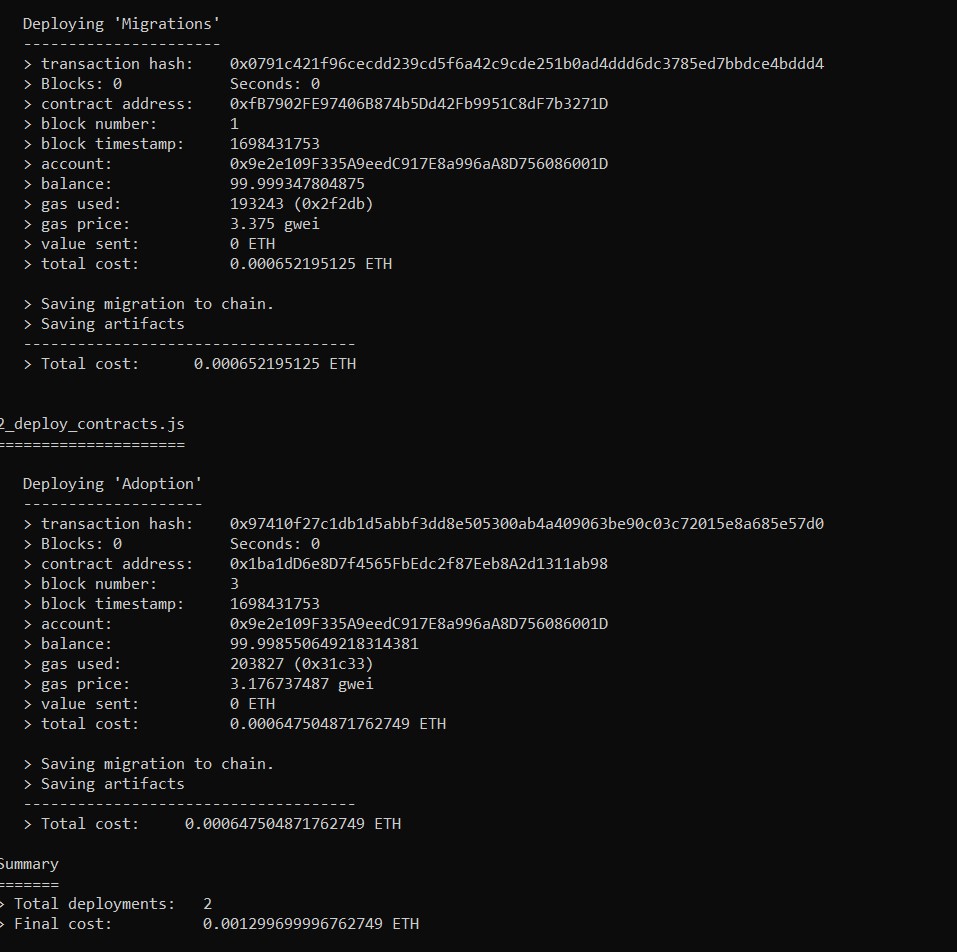 Deploying 'Migrations'
----------------------
> transaction hash:    0x0791c421f96cecdd239cd5f6a42c9cde251b0ad4ddd6dc3785ed7bbdce4bddd4
> Blocks: 0            Seconds: 0
> contract address:    0xfB7902FE97406B874b5Dd42Fb9951C8dF7b3271D
> block number:        1
> block timestamp:     1698431753
> account:             0x9e2e109F335A9eedC917E8a996aA8D756086001D
> balance:             99.999347804875
> gas used:            193243 (0x2f2db)
> gas price:           3.375 gwei
> value sent:          0 ETH
> total cost:          0.000652195125 ETH
> Saving migration to chain.
> Saving artifacts
-------------------------------------
> Total cost:      0.000652195125 ETH
2_deploy_contracts.js
=====================
Deploying 'Adoption'
--------------------
> transaction hash:    0x97410f27c1db1d5abbf3dd8e505300ab4a409063be90c03c72015e8a685e57d0
> Blocks: 0            Seconds: 0
> contract address:    0x1ba1dD6e8D7f4565FbEdc2f87Eeb8A2d1311ab98
> block number:        3
> block timestamp:     1698431753
> account:             0x9e2e109F335A9eedC917E8a996aA8D756086001D
> balance:             99.998550649218314381
> gas used:            203827 (0x31c33)
> gas price:           3.176737487 gwei
> value sent:          0 ETH
> total cost:          0.000647504871762749 ETH
> Saving migration to chain.
> Saving artifacts
-------------------------------------
> Total cost:     0.000647504871762749 ETH
Summary
=======
> Total deployments:   2
> Final cost:          0.001299699996762749 ETH